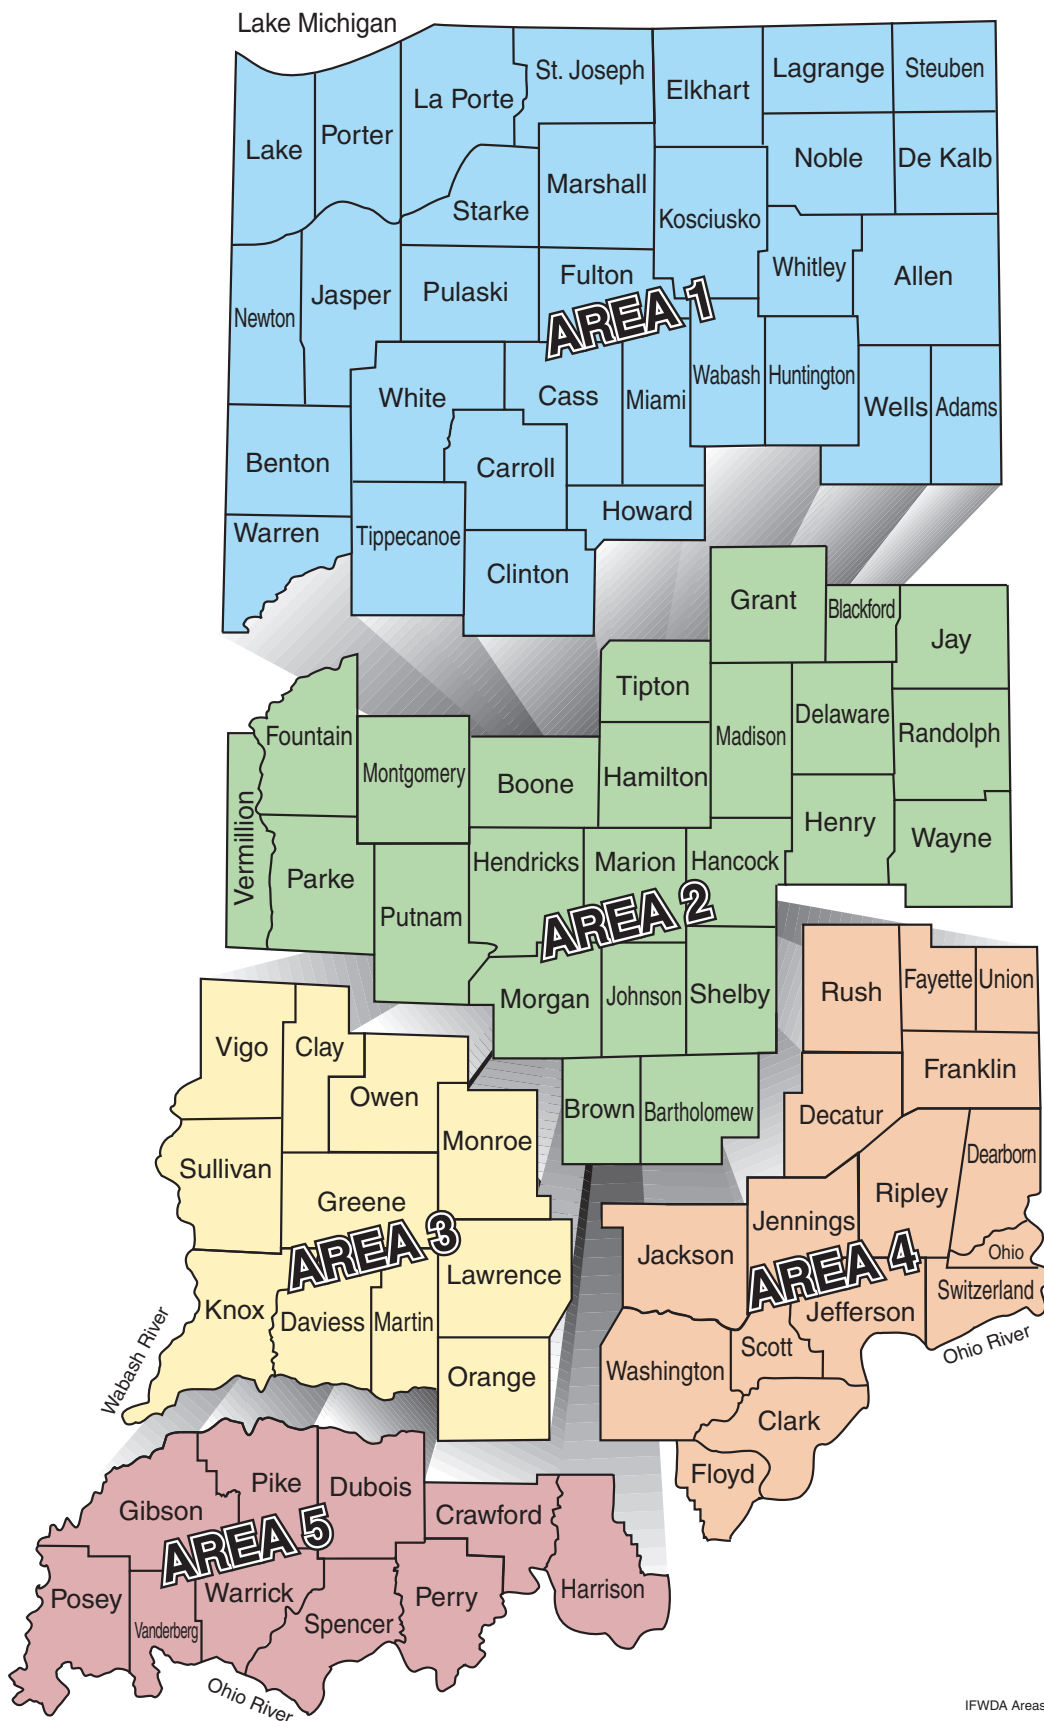 Lake Michigan
St. Joseph
Lagrange
Steuben
Elkhart
La Porte
Porter
Lake
Noble
De Kalb
Marshall
Starke
Kosciusko
Whitley
Allen
Fulton
Pulaski
Jasper
Newton
AREA 1
White
Cass
Miami
Wabash
Huntington
Wells
Adams
Benton
Carroll
Howard
Warren
Tippecanoe
Clinton
Grant
Blackford
Jay
Tipton
Delaware
Randolph
Madison
Fountain
Montgomery
Boone
Hamilton
Henry
Wayne
Vermillion
Parke
Hendricks
Marion
Hancock
Putnam
AREA 2
Morgan
Johnson
Shelby
Brown
Bartholomew
Rush
Fayette
Union
Franklin
Decatur
Dearborn
Ripley
Jennings
Jackson
Ohio
AREA 4
Switzerland
Jefferson
Ohio River
Scott
Washington
Clark
Floyd
Vigo
Clay
Owen
Monroe
Sullivan
Greene
AREA 3
Lawrence
Knox
Daviess
Martin
Wabash River
Orange
Pike
Dubois
Gibson
Crawford
AREA 5
Posey
Warrick
Perry
Harrison
Vanderberg
Spencer
Ohio River
IFWDA Areas